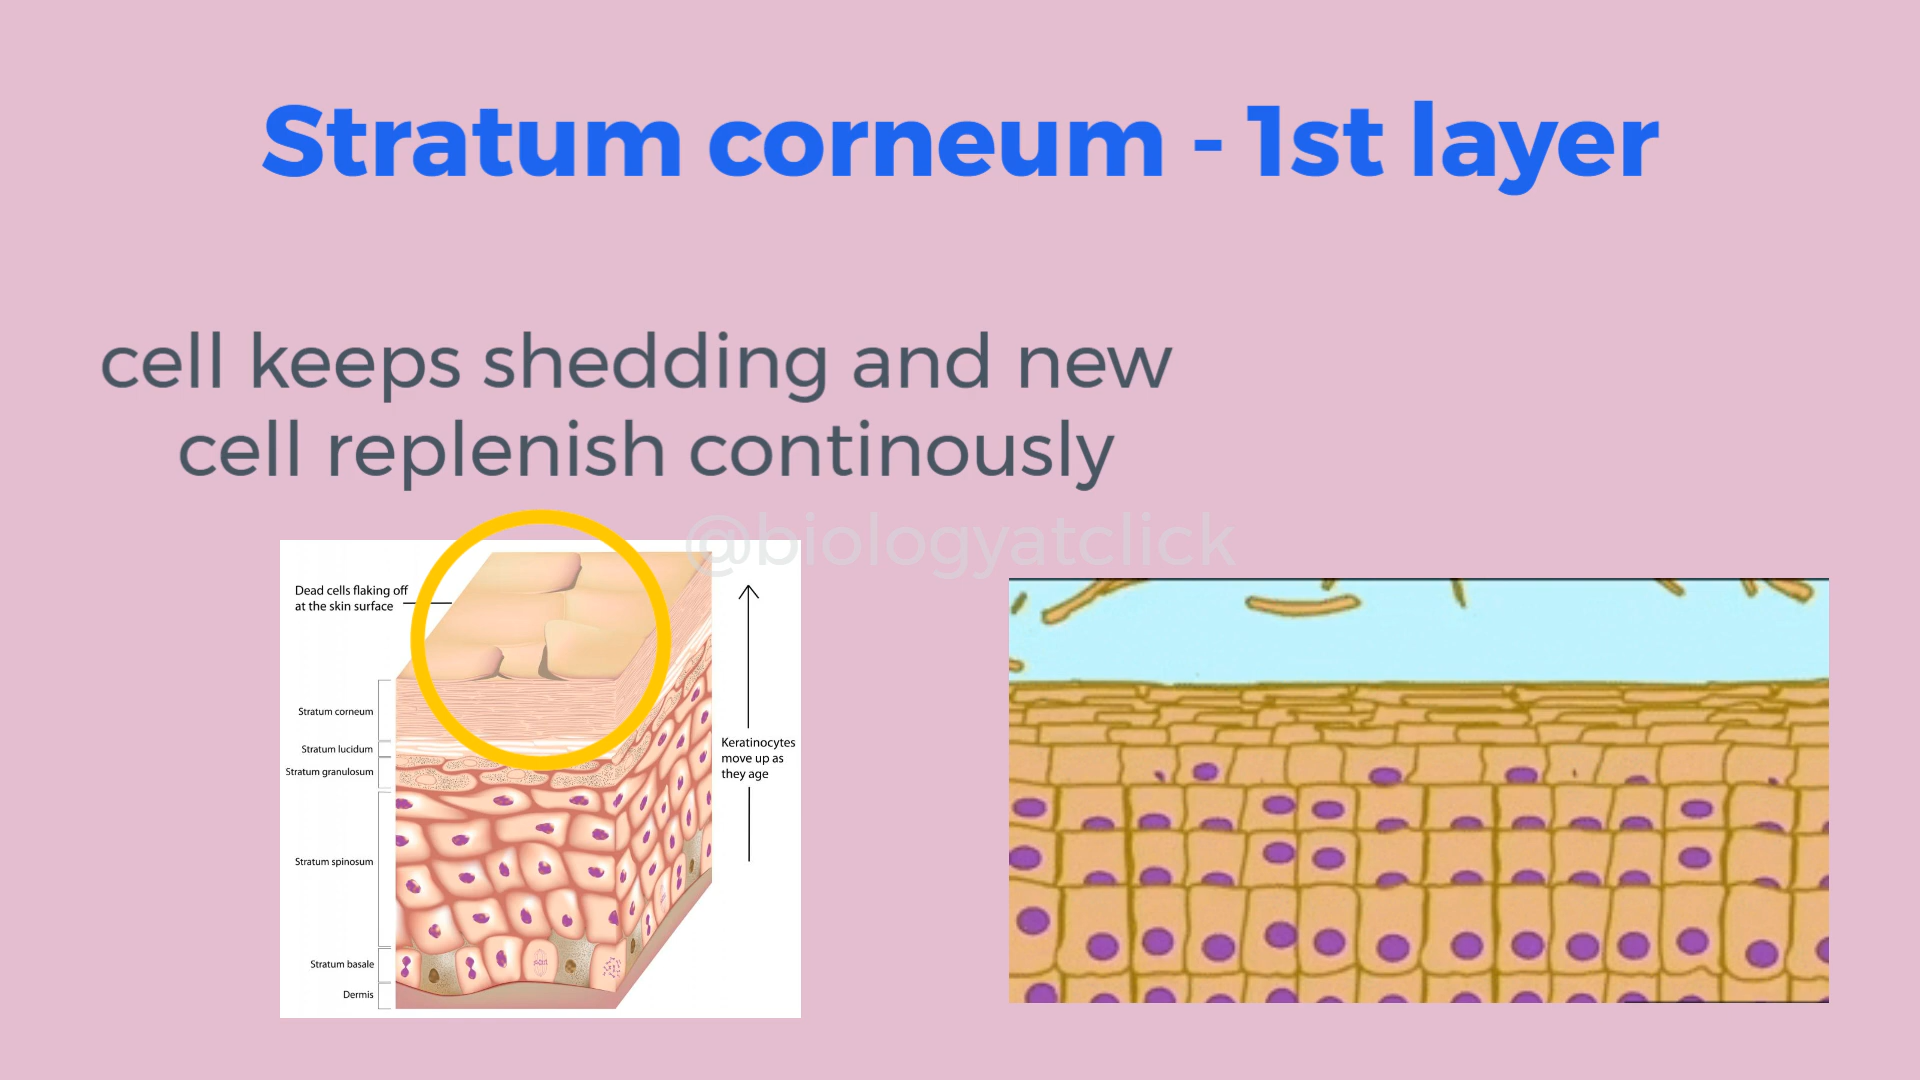 Stratum corneum - 1st layer
cell keeps shedding and new
cell replenish continously
@biologyatclick
Dead cells flaking off
at the skin surface
Stratum corneum
Stratum lucidum
Stratum granulosum
Stratum spinosum
Stratum basale
Dermis
Keratinocytes
move up as
they age